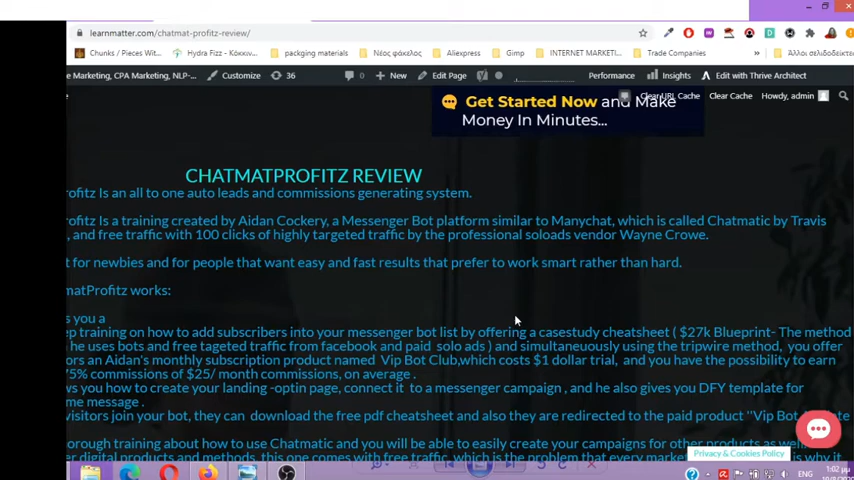 learnmatter.com/chatmat-profitz-review/
Chunks / Pieces Wit... Hydra Fizz - Κόκκιν... packging materials Νέος φάκελος Aliexpress Gimp INTERNET MARKETI... Trade Companies » Άλλοι σελιδοδείκτες
e Marketing, CPA Marketing, NLP-... Customize 36 0 New Edit Page Performance Insights Edit with Thrive Architect
Clear URL Cache Clear Cache Howdy, admin
Get Started Now and Make
Money In Minutes...
CHATMATPROFITZ REVIEW
rofitz Is an all to one auto leads and commissions generating system.
rofitz Is a training created by Aidan Cockery, a Messenger Bot platform similar to Manychat, which is called Chatmatic by Travis
, and free traffic with 100 clicks of highly targeted traffic by the professional soloads vendor Wayne Crowe.
t for newbies and for people that want easy and fast results that prefer to work smart rather than hard.
matProfitz works:
s you a
ep training on how to add subscribers into your messenger bot list by offering a casestudy cheatsheet ( $27k Blueprint- The method
he uses bots and free tageted traffic from facebook and paid solo ads ) and simultaneuously using the tripwire method, you offer
ors an Aidan's monthly subscription product named Vip Bot Club,which costs $1 dollar trial, and you have the possibility to earn
75% commissions of $25/ month commissions, on average .
ws you how to create your landing -optin page, connect it to a messenger campaign , and he also gives you DFY template for
me message .
visitors join your bot, they can download the free pdf cheatsheet and also they are redirected to the paid product ''Vip Bot
orough training about how to use Chatmatic and you will be able to easily create your campaigns for other products as well
er digital products and methods, this one comes with free traffic, which is the problem that every
Privacy & Cookies Policy
1:02 μμ